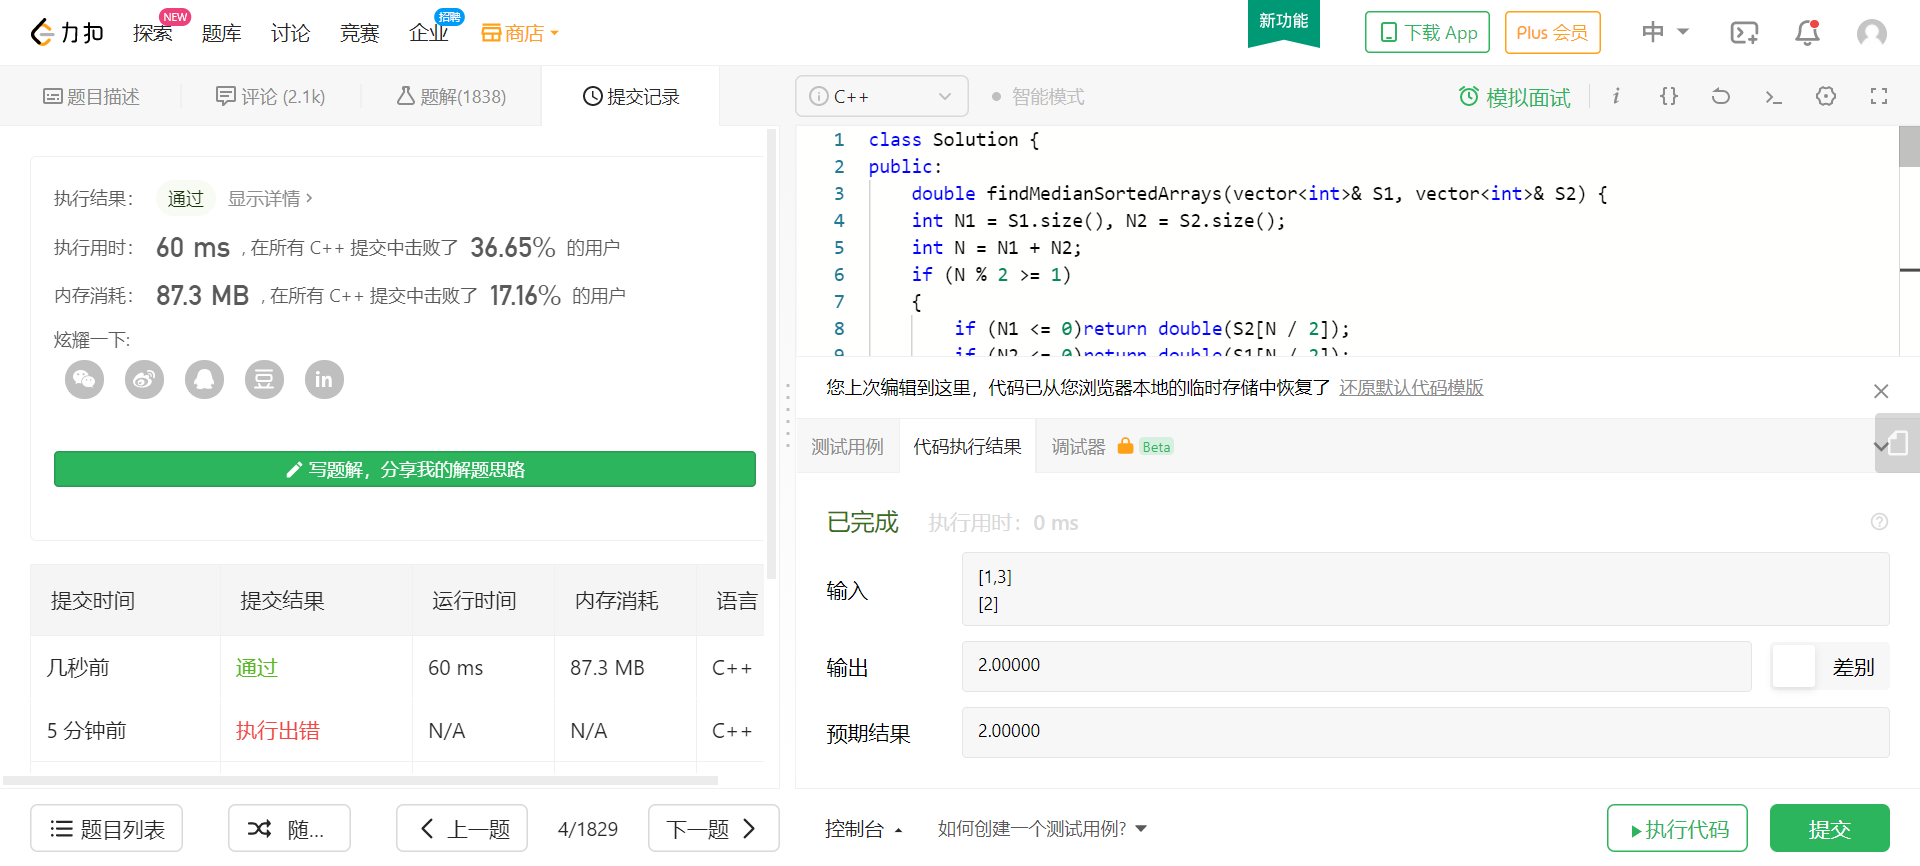 力扣
探索
NEW
题库
讨论
竞赛
企业
招聘
商店
新功能
下载 App
Plus 会员
中
题目描述
评论 (2.1k)
题解(1838)
提交记录
C++
智能模式
模拟面试
执行结果：
通过
显示详情 >
执行用时：
60 ms , 在所有 C++ 提交中击败了 36.65% 的用户
内存消耗：
87.3 MB , 在所有 C++ 提交中击败了 17.16% 的用户
炫耀一下:
写题解，分享我的解题思路
提交时间 提交结果 运行时间 内存消耗 语言
几秒前 通过 60 ms 87.3 MB C++
5 分钟前 执行出错 N/A N/A C++
题目列表
随...
上一题
4/1829
下一题
1 class Solution {
2 public:
3 double findMedianSortedArrays(vector<int>& S1, vector<int>& S2) {
4 int N1 = S1.size(), N2 = S2.size();
5 int N = N1 + N2;
6 if (N % 2 >= 1)
7 {
8 if (N1 <= 0)return double(S2[N / 2]);
9 if (N2 <= 0)return double(S1[N / 2]);
您上次编辑到这里，代码已从您浏览器本地的临时存储中恢复了 还原默认代码模版
测试用例
代码执行结果
调试器
Beta
已完成
执行用时：0 ms
输入
[1,3]
[2]
输出
2.00000
差别
预期结果
2.00000
控制台
如何创建一个测试用例?
执行代码
提交